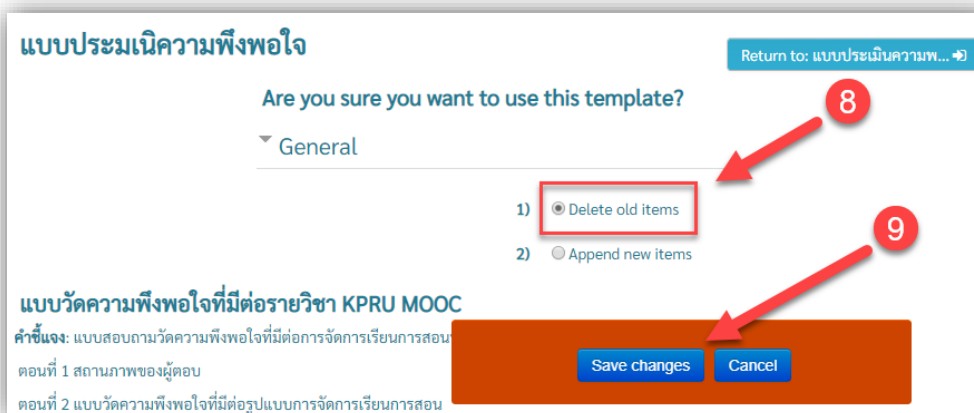 แบบประมเนิความพึงพอใจ
Return to: แบบประเมินความพ...
8
Are you sure you want to use this template?
General
1) Delete old items
9
2) Append new items
แบบวัดความพึงพอใจที่มีต่อรายวิชา KPRU MOOC
คำชี้แจง: แบบสอบถามวัดความพึงพอใจที่มีต่อการจัดการเรียนการสอน
Save changes Cancel
ตอนที่ 1 สถานภาพของผู้ตอบ
ตอนที่ 2 แบบวัดความพึงพอใจที่มีต่อรูปแบบการจัดการเรียนการสอน